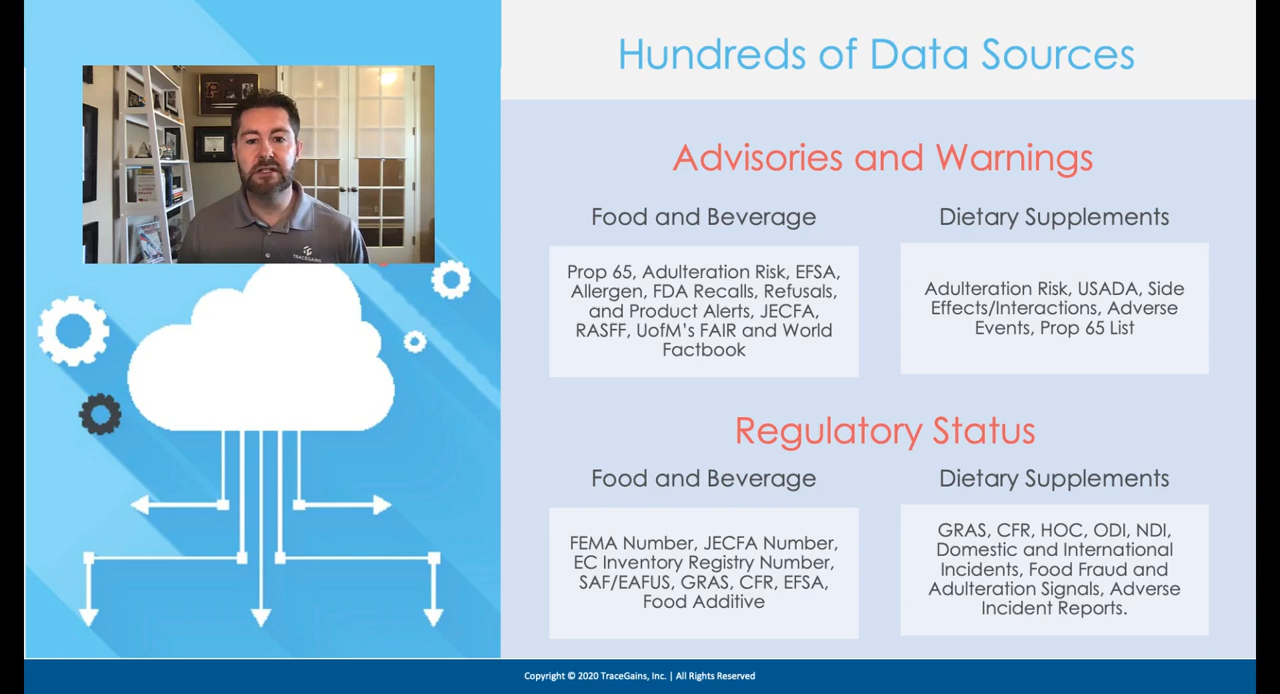 Hundreds of Data Sources
Advisories and Warnings
Food and Beverage
Prop 65, Adulteration Risk, EFSA,
Allergen, FDA Recalls, Refusals,
and Product Alerts, JECFA,
RASFF, UofM's FAIR and World
Factbook
Dietary Supplements
Adulteration Risk, USADA, Side
Effects/Interactions, Adverse
Events, Prop 65 List
Regulatory Status
Food and Beverage
FEMA Number, JECFA Number,
EC Inventory Registry Number,
SAF/EAFUS, GRAS, CFR, EFSA,
Food Additive
Dietary Supplements
GRAS, CFR, HOC, ODI, NDI,
Domestic and International
Incidents, Food Fraud and
Adulteration Signals, Adverse
Incident Reports.
TRACEGAINS
Copyright © 2020 TraceGains, Inc. | All Rights Reserved